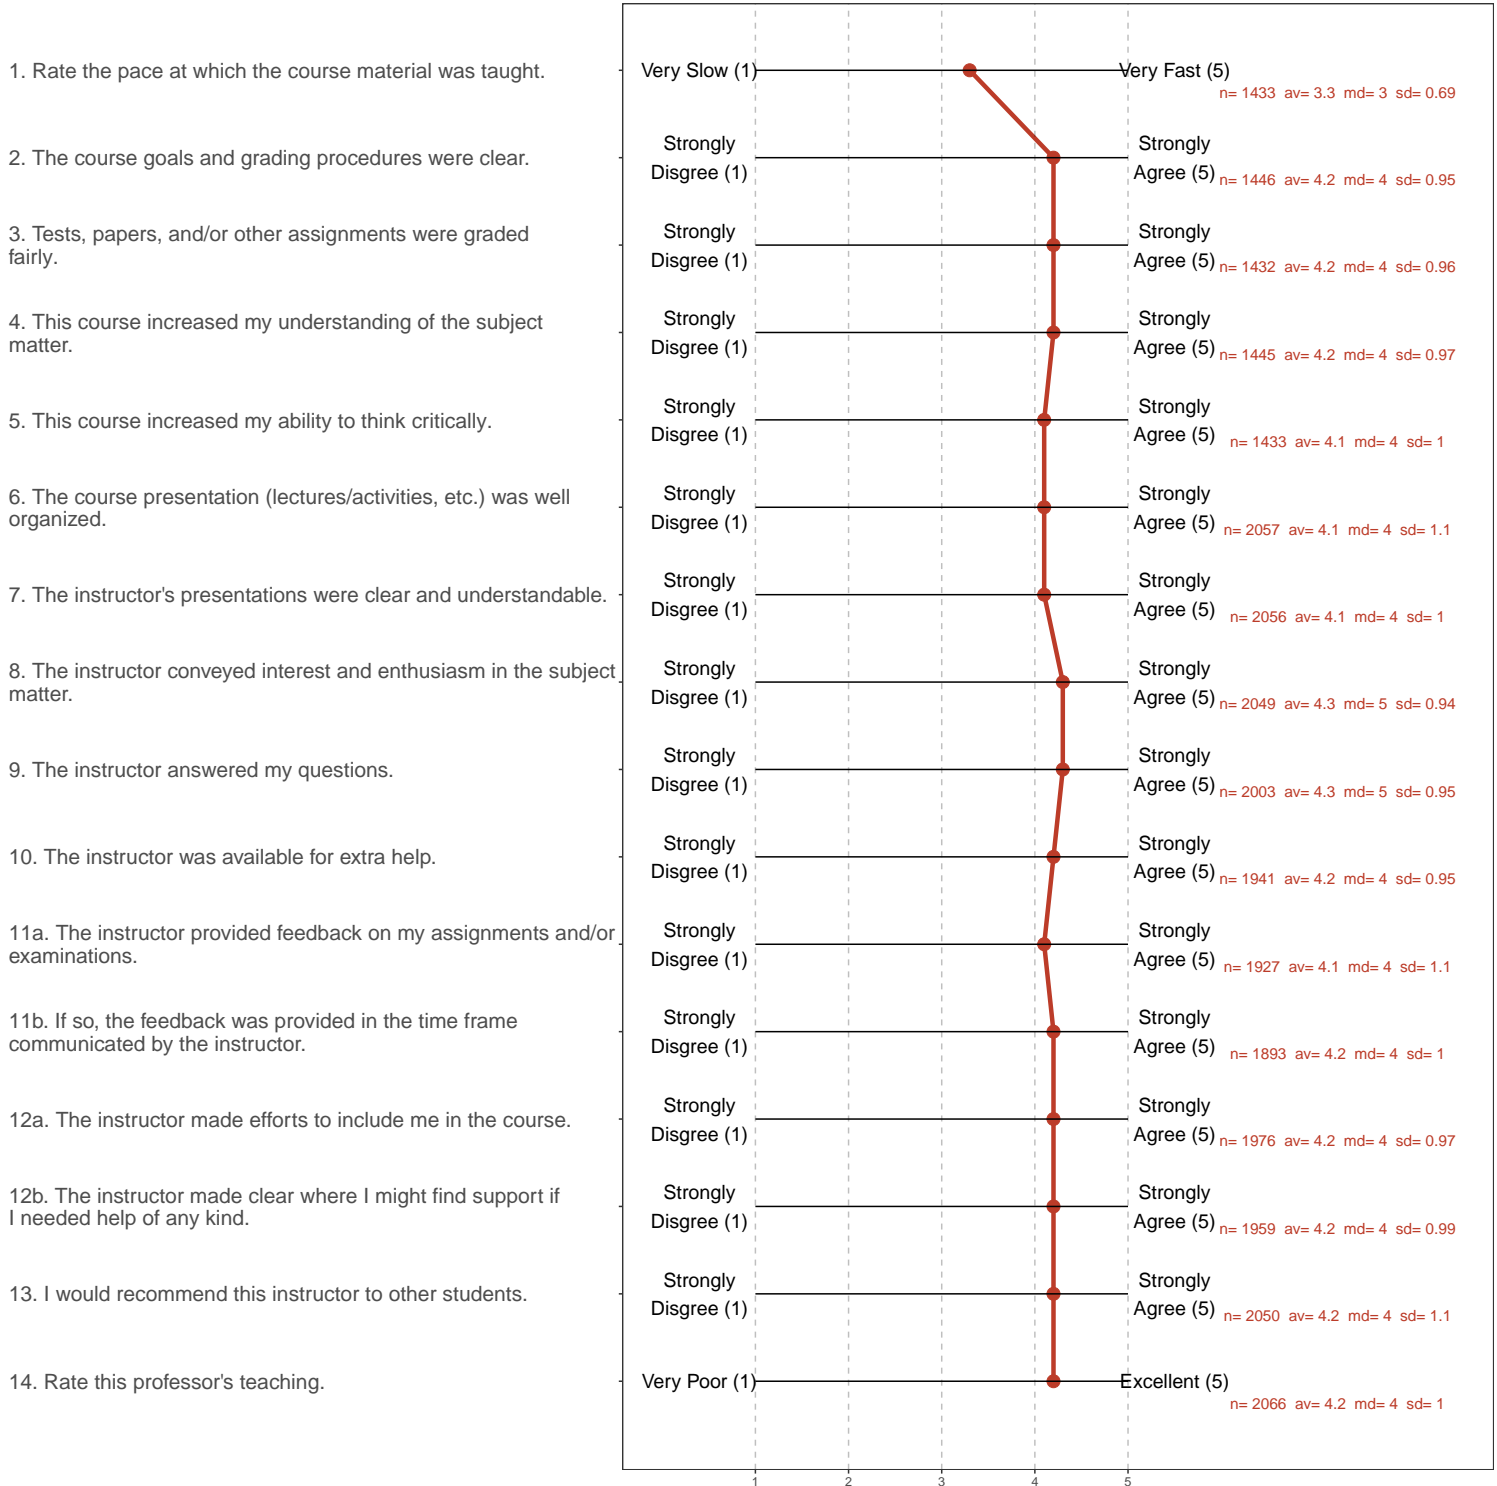 1. Rate the pace at which the course material was taught.
Very Slow (1)
Very Fast (5)
n= 1433 av= 3.3 md= 3 sd= 0.69
2. The course goals and grading procedures were clear.
Strongly
Disgree (1)
Strongly
Agree (5)
n= 1446 av= 4.2 md= 4 sd= 0.95
3. Tests, papers, and/or other assignments were graded
fairly.
Strongly
Disgree (1)
Strongly
Agree (5)
n= 1432 av= 4.2 md= 4 sd= 0.96
4. This course increased my understanding of the subject
matter.
Strongly
Disgree (1)
Strongly
Agree (5)
n= 1445 av= 4.2 md= 4 sd= 0.97
5. This course increased my ability to think critically.
Strongly
Disgree (1)
Strongly
Agree (5)
n= 1433 av= 4.1 md= 4 sd= 1
6. The course presentation (lectures/activities, etc.) was well
organized.
Strongly
Disgree (1)
Strongly
Agree (5)
n= 2057 av= 4.1 md= 4 sd= 1.1
7. The instructor's presentations were clear and understandable.
Strongly
Disgree (1)
Strongly
Agree (5)
n= 2056 av= 4.1 md= 4 sd= 1
8. The instructor conveyed interest and enthusiasm in the subject
matter.
Strongly
Disgree (1)
Strongly
Agree (5)
n= 2049 av= 4.3 md= 5 sd= 0.94
9. The instructor answered my questions.
Strongly
Disgree (1)
Strongly
Agree (5)
n= 2003 av= 4.3 md= 5 sd= 0.95
10. The instructor was available for extra help.
Strongly
Disgree (1)
Strongly
Agree (5)
n= 1941 av= 4.2 md= 4 sd= 0.95
11a. The instructor provided feedback on my assignments and/or
examinations.
Strongly
Disgree (1)
Strongly
Agree (5)
n= 1927 av= 4.1 md= 4 sd= 1.1
11b. If so, the feedback was provided in the time frame
communicated by the instructor.
Strongly
Disgree (1)
Strongly
Agree (5)
n= 1893 av= 4.2 md= 4 sd= 1
12a. The instructor made efforts to include me in the course.
Strongly
Disgree (1)
Strongly
Agree (5)
n= 1976 av= 4.2 md= 4 sd= 0.97
12b. The instructor made clear where I might find support if
I needed help of any kind.
Strongly
Disgree (1)
Strongly
Agree (5)
n= 1959 av= 4.2 md= 4 sd= 0.99
13. I would recommend this instructor to other students.
Strongly
Disgree (1)
Strongly
Agree (5)
n= 2050 av= 4.2 md= 4 sd= 1.1
14. Rate this professor's teaching.
Very Poor (1)
Excellent (5)
n= 2066 av= 4.2 md= 4 sd= 1
1 2 3 4 5